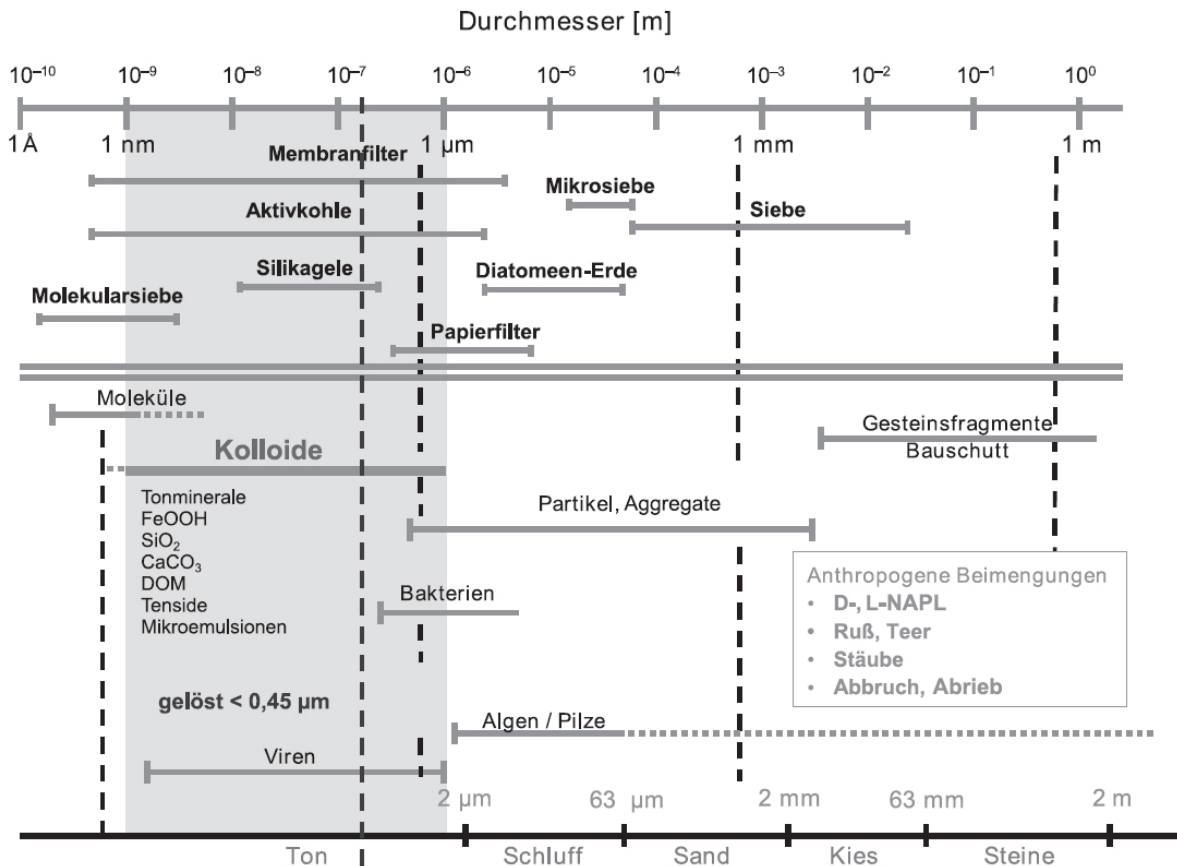 Durchmesser [m]
10⁻¹⁰ 10⁻⁹ 10⁻⁸ 10⁻⁷ 10⁻⁶ 10⁻⁵ 10⁻⁴ 10⁻³ 10⁻² 10⁻¹ 10⁰
1 Å 1 nm 1 µm 1 mm 1 m
Membranfilter
Mikrosiebe
Aktivkohle
Siebe
Silikagele
Diatomeen-Erde
Molekularsiebe
Papierfilter
Moleküle
Gesteinsfragmente
Bauschutt
Kolloide
Tonminerale
FeOOH
SiO₂
CaCO₃
DOM
Tenside
Mikroemulsionen
Partikel, Aggregate
Bakterien
Anthropogene Beimengungen
• D-, L-NAPL
• Ruß, Teer
• Stäube
• Abbruch, Abrieb
gelöst < 0,45 µm
Algen / Pilze
Viren
2 µm 63 µm 2 mm 63 mm 2 m
Ton Schluff Sand Kies Steine